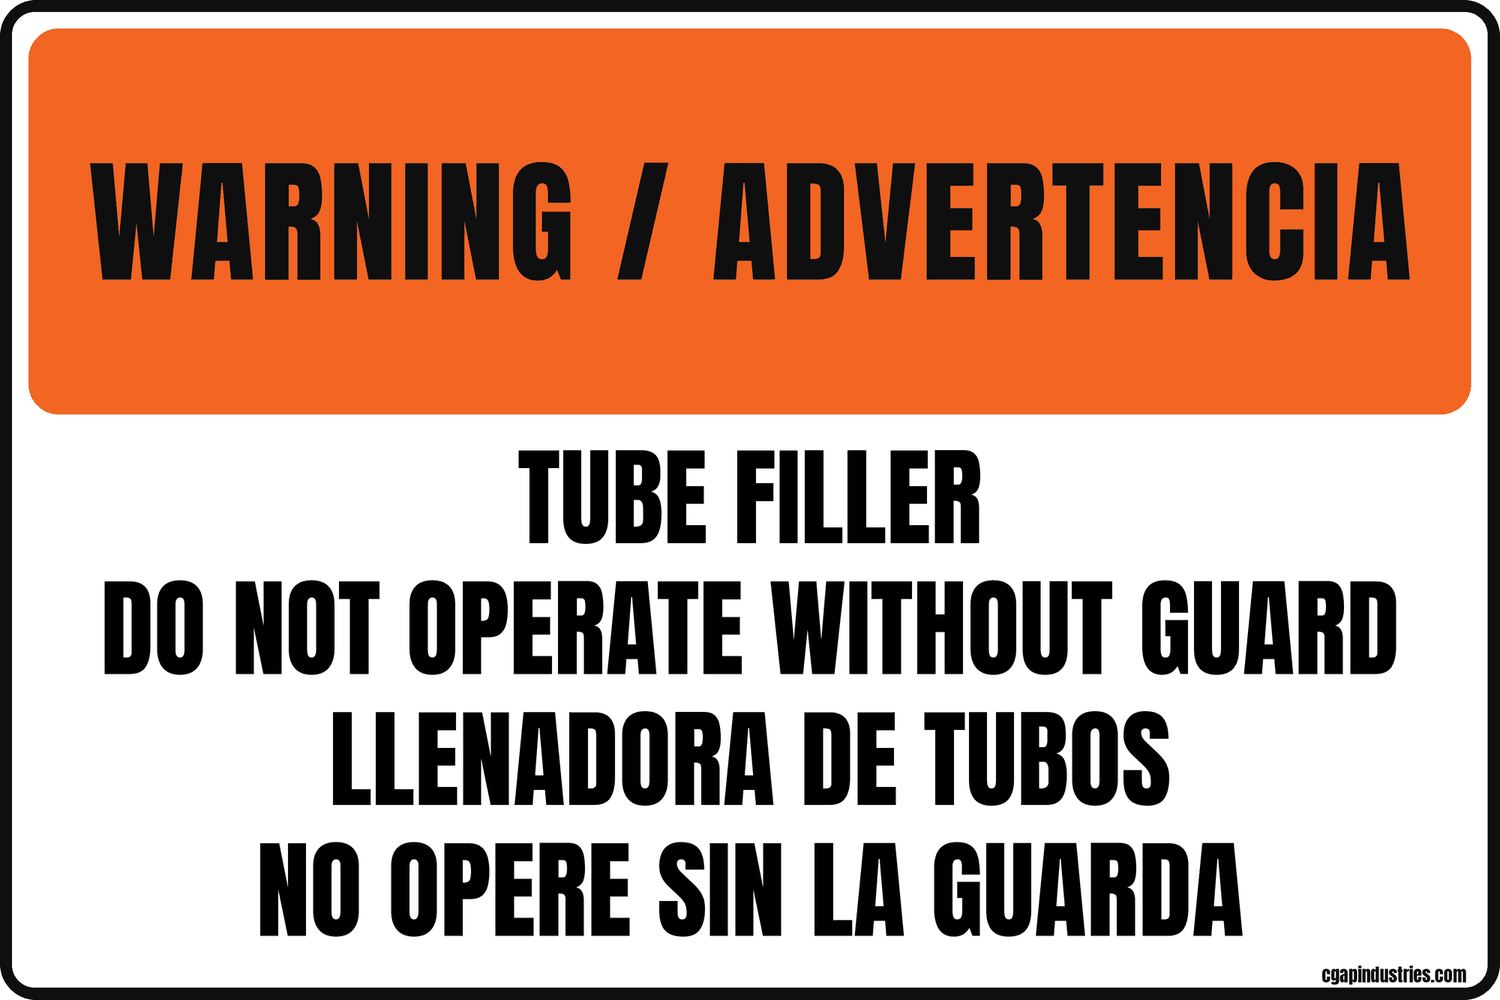 WARNING / ADVERTENCIA
TUBE FILLER
DO NOT OPERATE WITHOUT GUARD
LLENADORA DE TUBOS
NO OPERE SIN LA GUARDA
cgapindustries.com